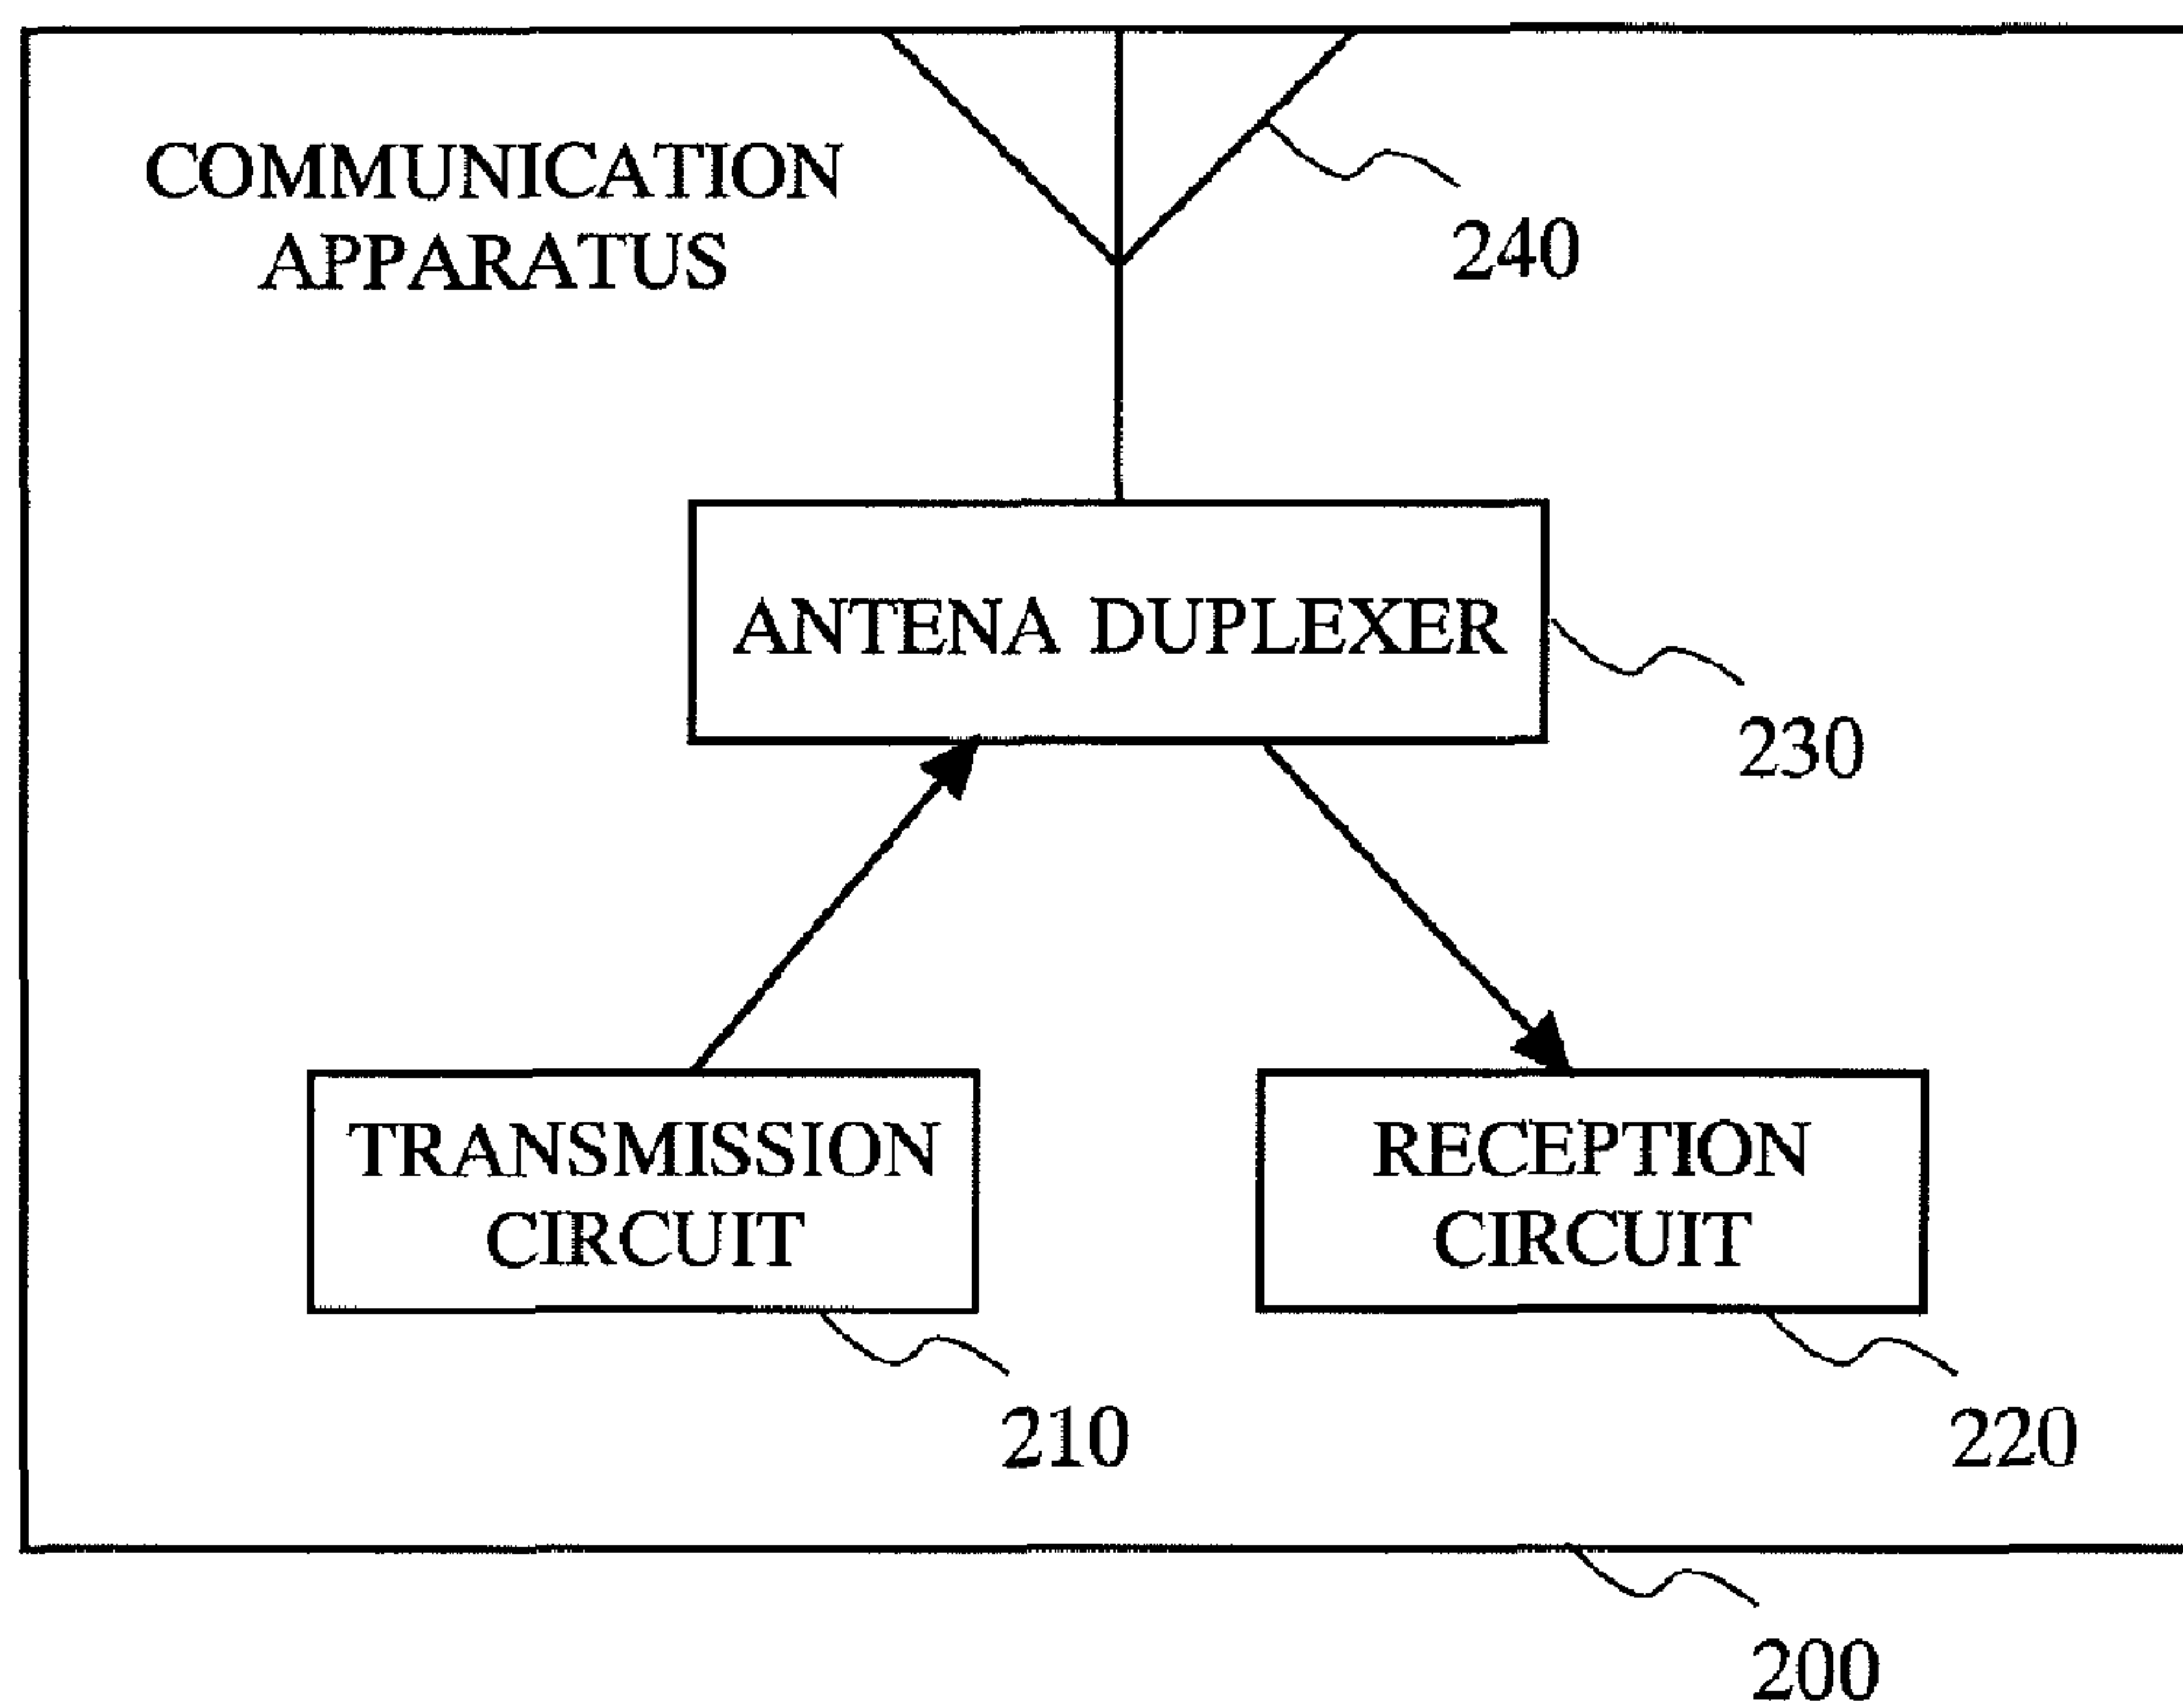 COMMUNICATION
APPARATUS
240
ANTENA DUPLEXER
230
TRANSMISSION
CIRCUIT
RECEPTION
CIRCUIT
210
220
200